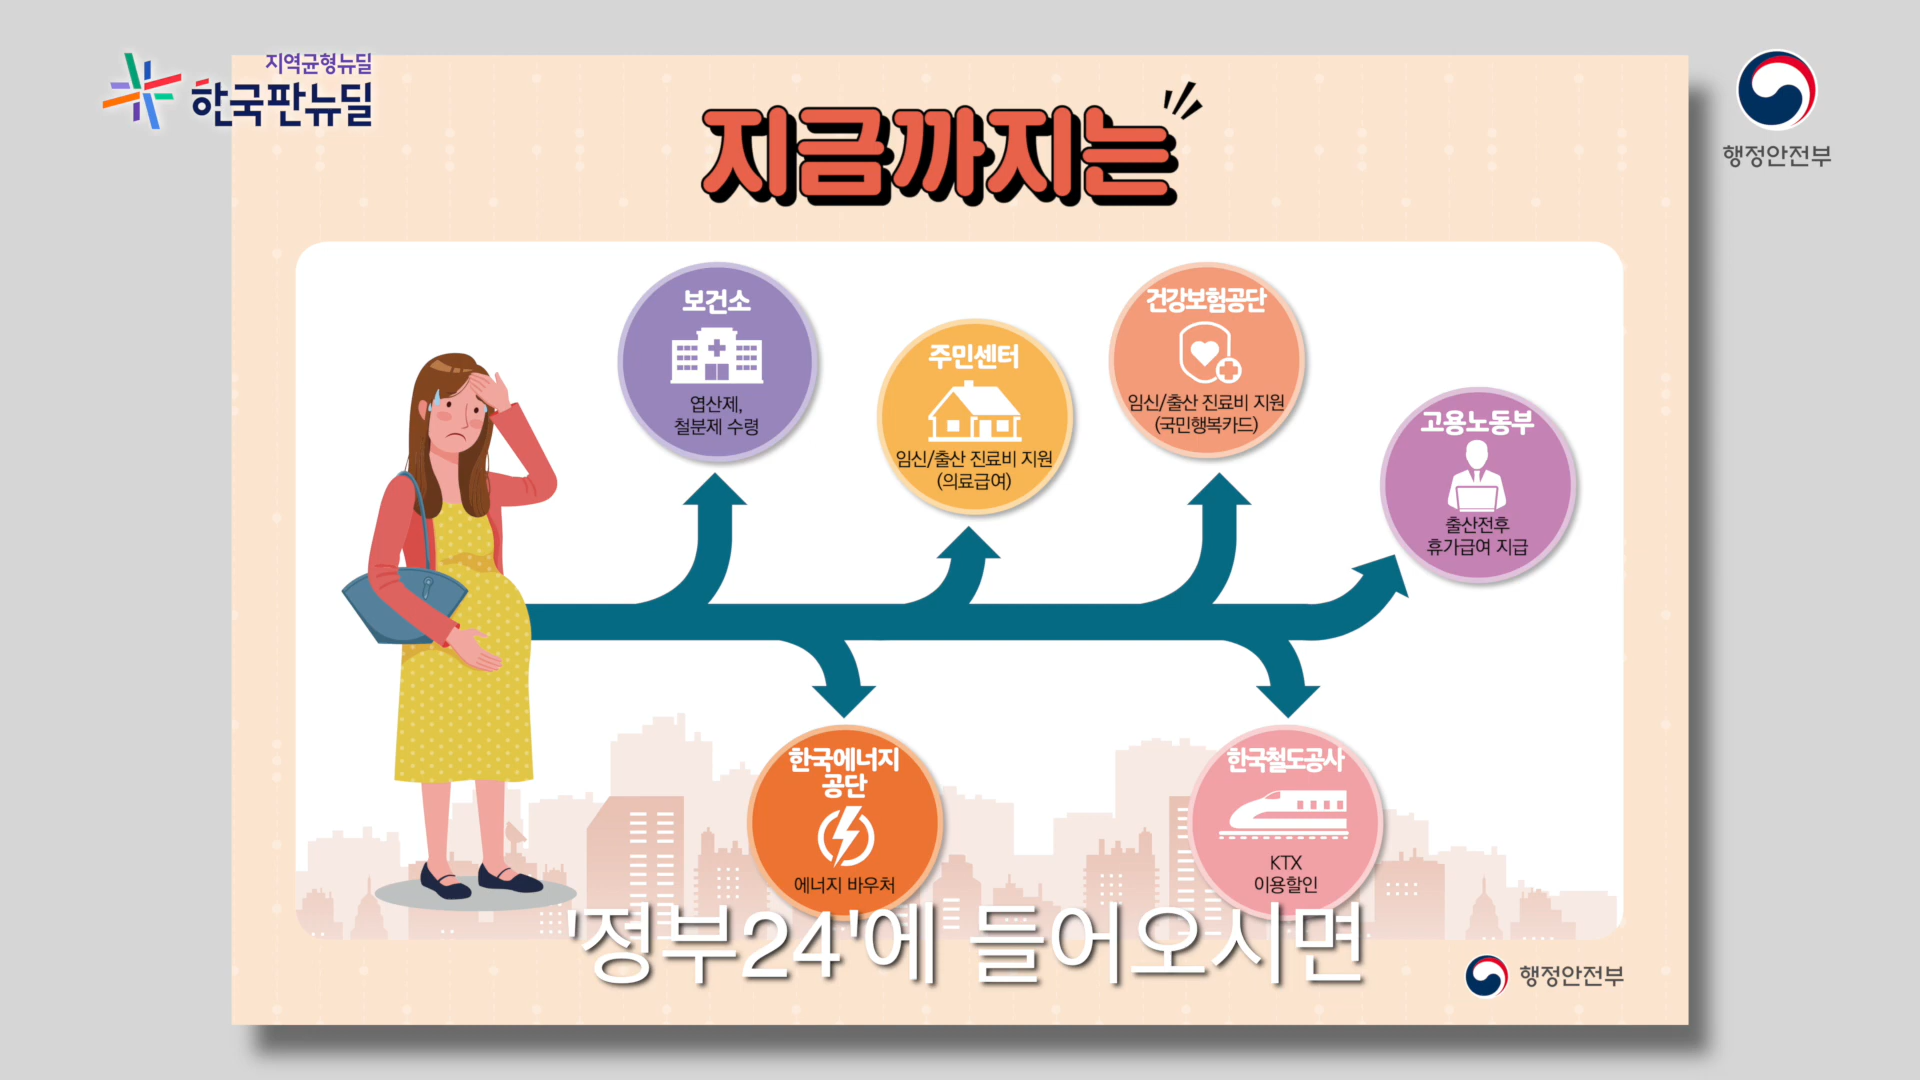 지역균형뉴딜
한국판뉴딜
행정안전부
지금까지는
보건소
엽산제,
철분제 수령
주민센터
임신/출산 진료비 지원
(의료급여)
건강보험공단
임신/출산 진료비 지원
(국민행복카드)
고용노동부
출산전후
휴가급여 지급
한국에너지
공단
에너지 바우처
한국철도공사
KTX
이용할인
'정부24'에 들어오시면
행정안전부